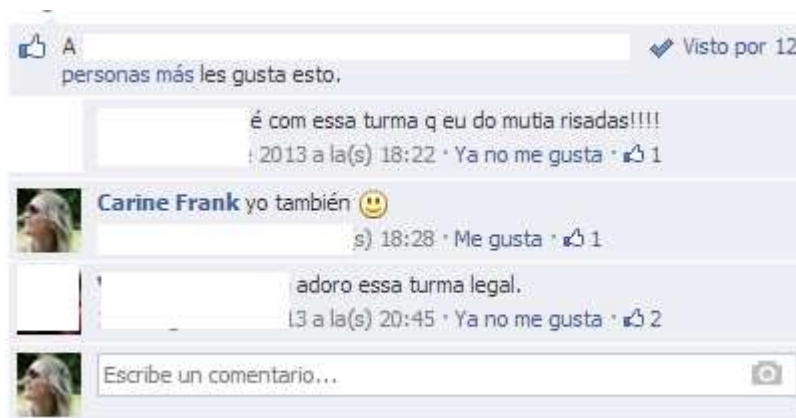 A
Visto por 12
personas más les gusta esto.
é com essa turma q eu do mutia risadas!!!!
2013 a la(s) 18:22 · Ya no me gusta · 1
Carine Frank yo también
s) 18:28 · Me gusta · 1
adoro essa turma legal.
13 a la(s) 20:45 · Ya no me gusta · 2
Escribe un comentario...